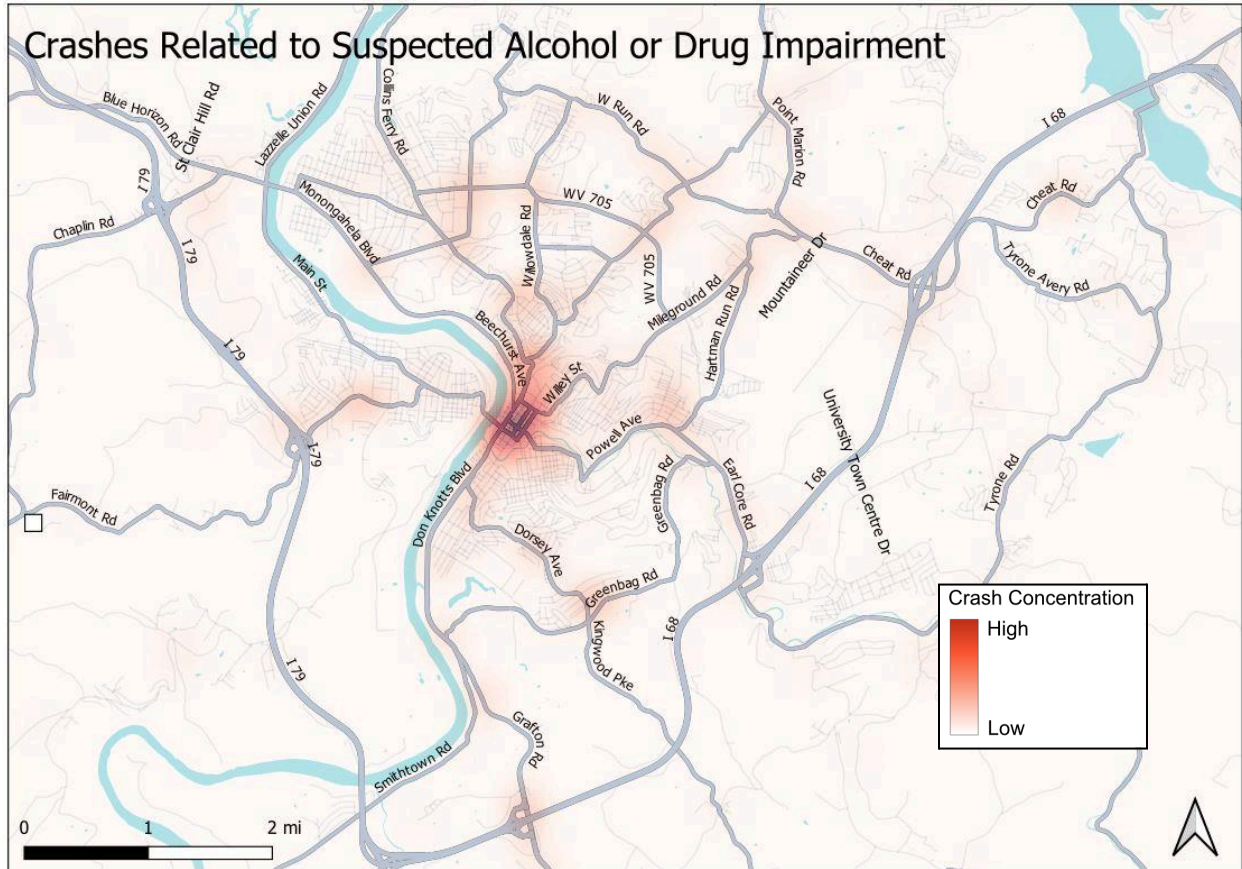 Crashes Related to Suspected Alcohol or Drug Impairment
Blue Horizon Rd
St Clair Hill Rd
Lazzelle Union Rd
Collins Ferry Rd
W Run Rd
Point Marion Rd
I 68
I 79
Chaplin Rd
I 79
Monongahela Blvd
WV 705
Willowdale Rd
Cheat Rd
Main St
WV 705
Mileground Rd
Mountaineer Dr
Cheat Rd
Tyrone Avery Rd
I 79
Beechurst Ave
Hartman Run Rd
Willey St
Powell Ave
University Town Centre Dr
I-79
Fairmont Rd
Don Knotts Blvd
Greenbag Rd
Earl Core Rd
I 68
Tyrone Rd
Dorsey Ave
Greenbag Rd
Kingwood Pke
I 68
I 79
Grafton Rd
Smithtown Rd
Crash Concentration
High
Low
0 1 2 mi